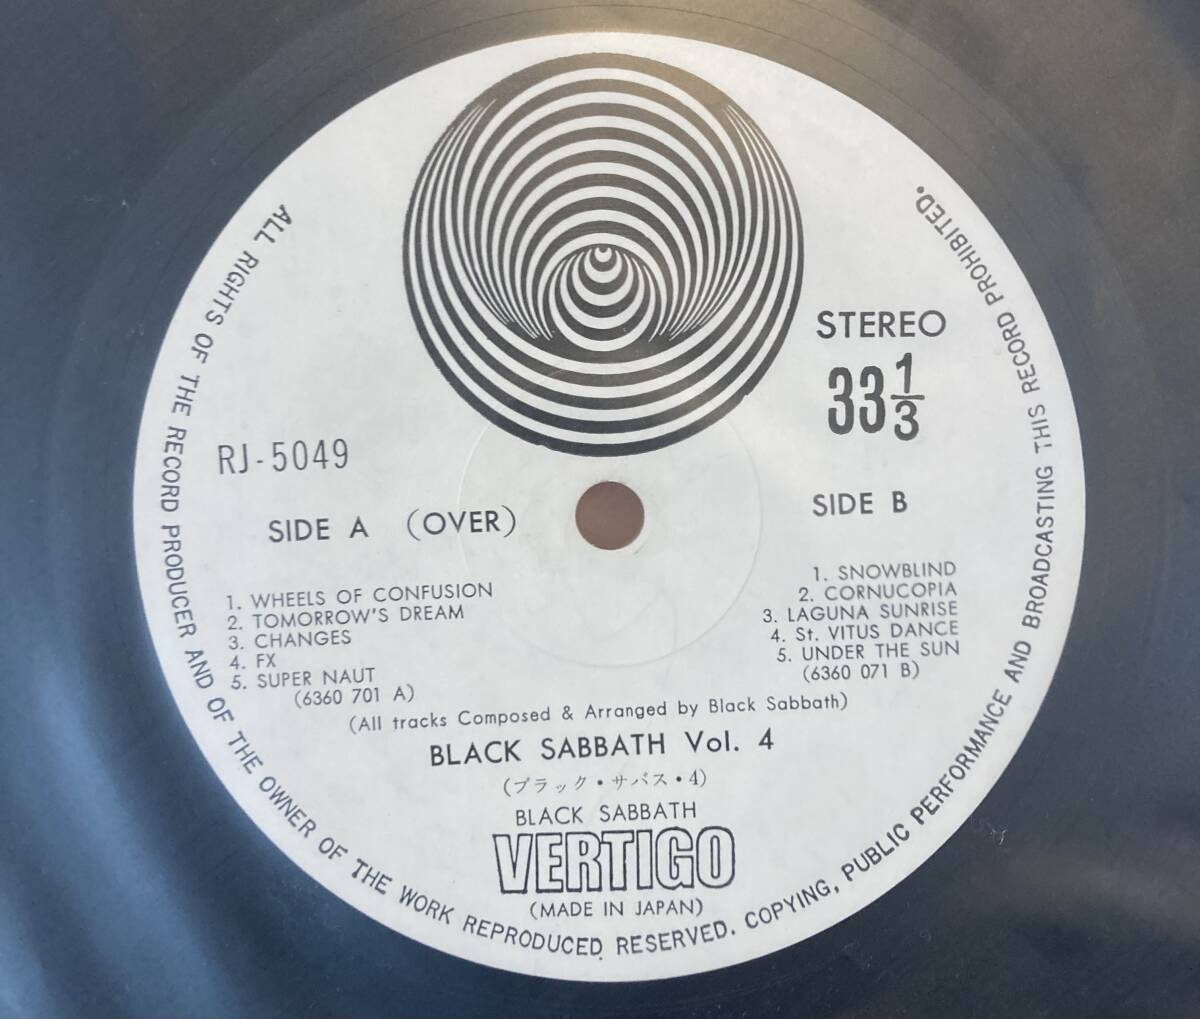 STEREO
33 1/3
RJ-5049
SIDE A (OVER)
1. WHEELS OF CONFUSION
2. TOMORROW'S DREAM
3. CHANGES
4. FX
5. SUPER NAUT
(6360 701 A)
SIDE B
1. SNOWBLIND
2. CORNUCOPIA
3. LAGUNA SUNRISE
4. St. VITUS DANCE
5. UNDER THE SUN
(6360 071 B)
(All tracks Composed & Arranged by Black Sabbath)
BLACK SABBATH Vol. 4
(ブラック・サバス・4)
BLACK SABBATH
VERTIGO
(MADE IN JAPAN)
ALL RIGHTS OF THE RECORD PRODUCER AND OF THE OWNER OF THE WORK REPRODUCED RESERVED. COPYING, PUBLIC PERFORMANCE AND BROADCASTING THIS RECORD PROHIBITED.